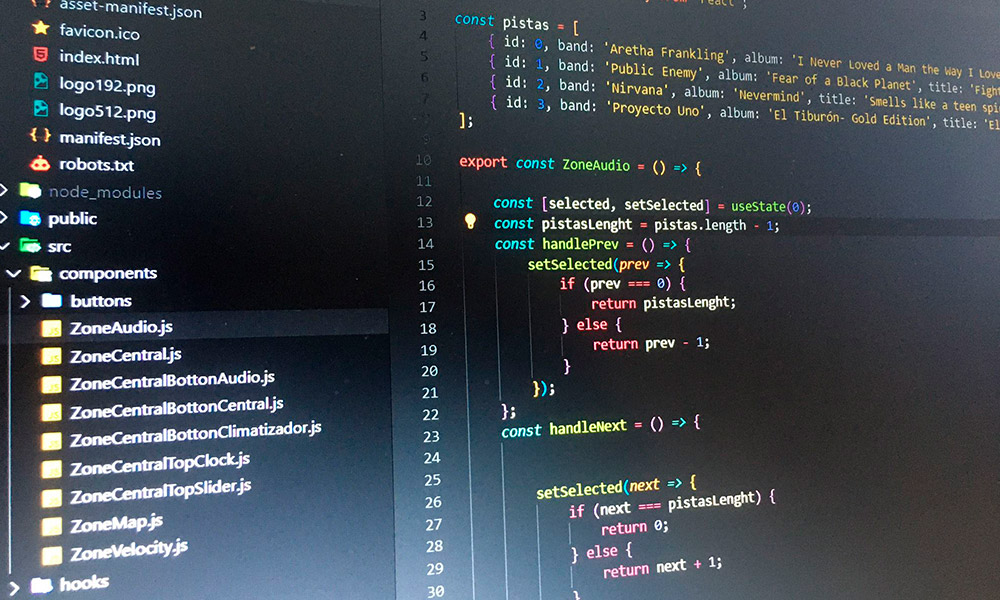 asset-manifest.json
favicon.ico
index.html
logo192.png
logo512.png
manifest.json
robots.txt
node_modules
public
src
components
buttons
ZoneAudio.js
ZoneCentral.js
ZoneCentralBottonAudio.js
ZoneCentralBottonCentral.js
ZoneCentralBottonClimatizador.js
ZoneCentralTopClock.js
ZoneCentralTopSlider.js
ZoneMap.js
ZoneVelocity.js
hooks
3 const pistas = [
4 { id: 0, band: 'Aretha Frankling', album: 'I Never Loved a Man the Way I Love
5 { id: 1, band: 'Public Enemy', album: 'Fear of a Black Planet', title: 'Fight
6 { id: 2, band: 'Nirvana', album: 'Nevermind', title: 'Smells like a teen spi
7 { id: 3, band: 'Proyecto Uno', album: 'El Tiburón- Gold Edition', title: 'El
];
10 export const ZoneAudio = () => {
11
12 const [selected, setSelected] = useState(0);
13 const pistasLenght = pistas.length - 1;
14 const handlePrev = () => {
15 setSelected(prev => {
16 if (prev === 0) {
17 return pistasLenght;
18 } else {
19 return prev - 1;
20 }
21 });
22 };
23 const handleNext = () => {
24
25 setSelected(next => {
26 if (next === pistasLenght) {
27 return 0;
28 } else {
29 return next + 1;
30 }